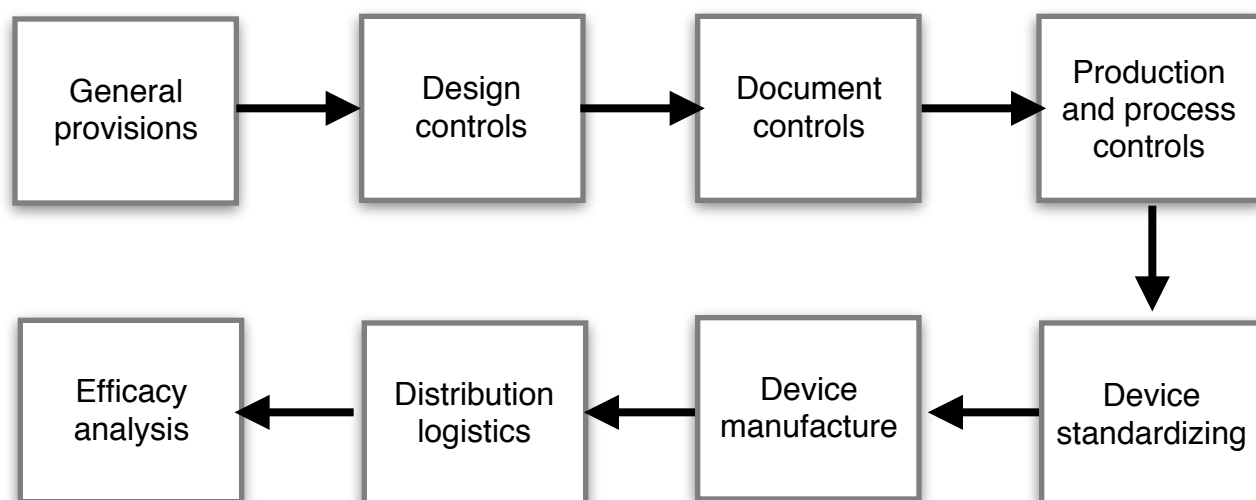 General
provisions
Design
controls
Document
controls
Production
and process
controls
Efficacy
analysis
Distribution
logistics
Device
manufacture
Device
standardizing